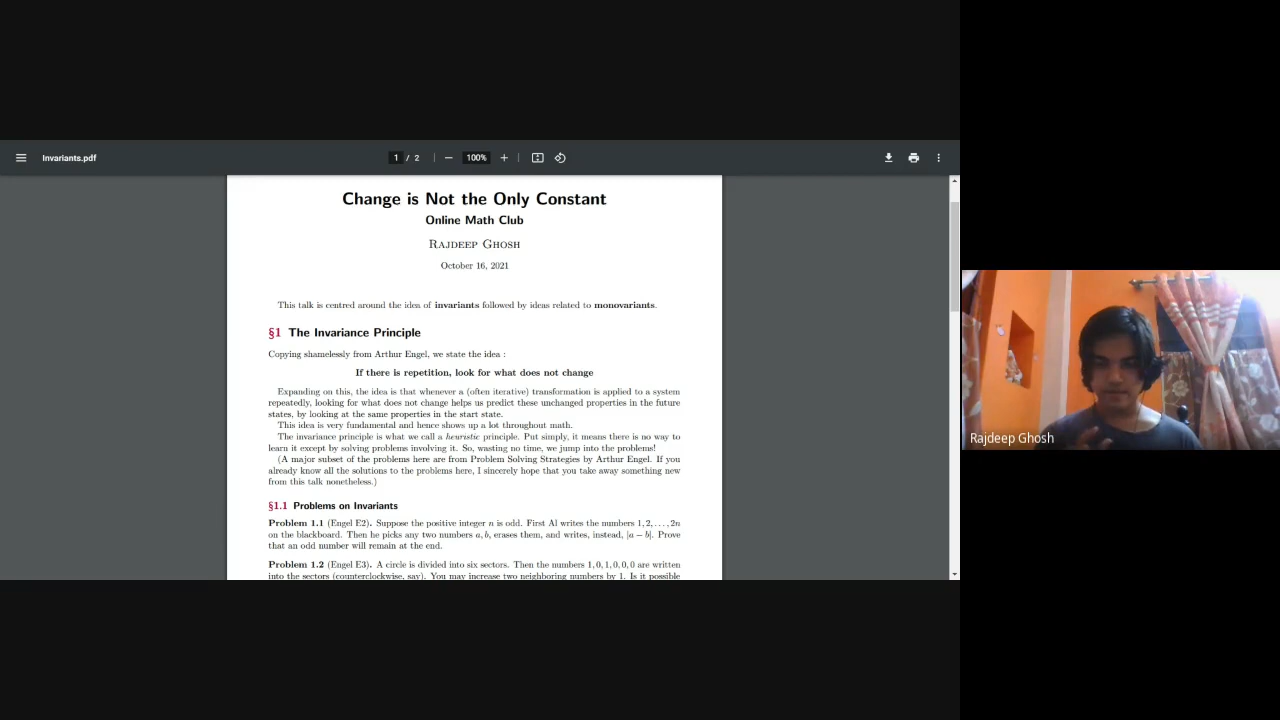 Invariants.pdf
1 / 2
100%
Change is Not the Only Constant
Online Math Club
Rajdeep Ghosh
October 16, 2021
This talk is centred around the idea of invariants followed by ideas related to monovariants.
§1 The Invariance Principle
Copying shamelessly from Arthur Engel, we state the idea :
If there is repetition, look for what does not change
Expanding on this, the idea is that whenever a (often iterative) transformation is applied to a system
repeatedly, looking for what does not change helps us predict these unchanged properties in the future
states, by looking at the same properties in the start state.
This idea is very fundamental and hence shows up a lot throughout math.
The invariance principle is what we call a heuristic principle. Put simply, it means there is no way to
learn it except by solving problems involving it. So, wasting no time, we jump into the problems!
(A major subset of the problems here are from Problem Solving Strategies by Arthur Engel. If you
already know all the solutions to the problems here, I sincerely hope that you take away something new
from this talk nonetheless.)
§1.1 Problems on Invariants
Problem 1.1 (Engel E2). Suppose the positive integer n is odd. First Al writes the numbers 1, 2, . . . , 2n
on the blackboard. Then he picks any two numbers a, b, erases them, and writes, instead, |a − b|. Prove
that an odd number will remain at the end.
Problem 1.2 (Engel E3). A circle is divided into six sectors. Then the numbers 1, 0, 1, 0, 0, 0 are written
into the sectors (counterclockwise, say). You may increase two neighboring numbers by 1. Is it possible
Rajdeep Ghosh